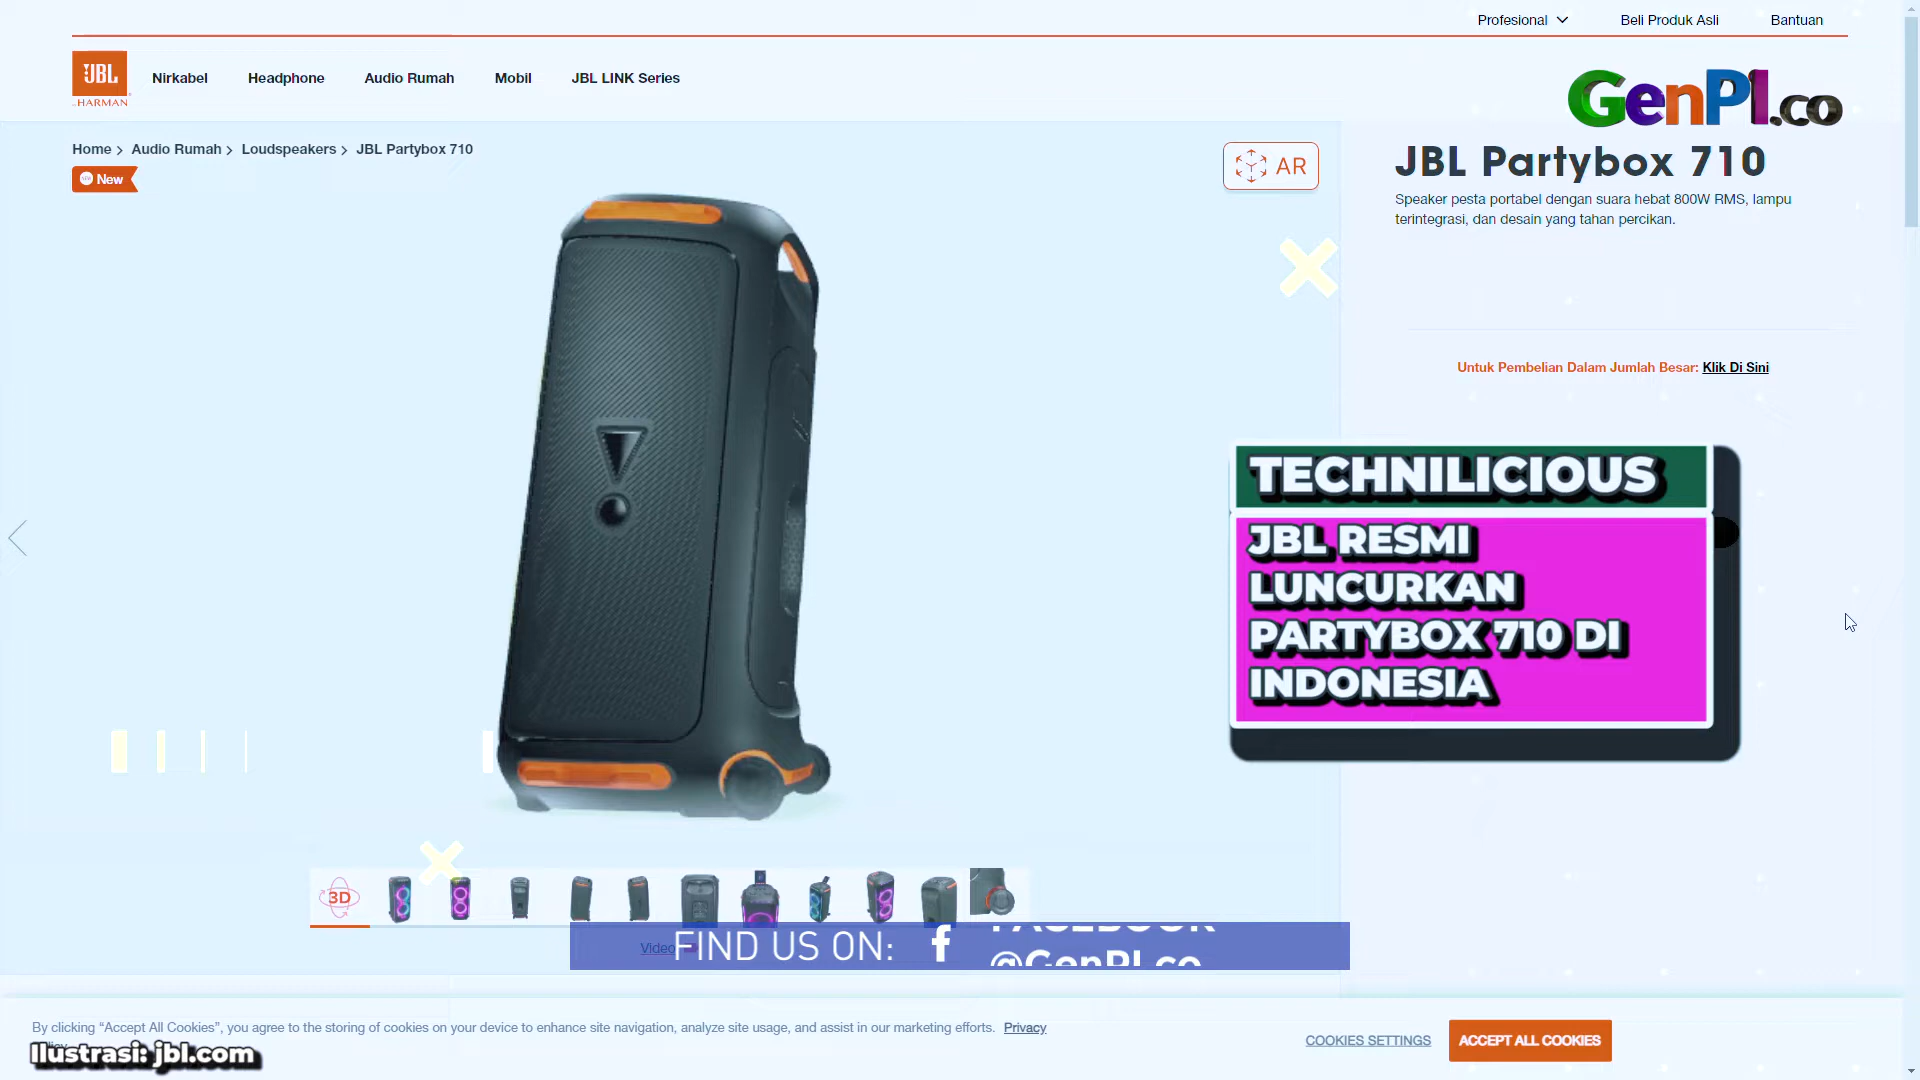 Profesional
Beli Produk Asli
Bantuan
JBL
HARMAN
Nirkabel
Headphone
Audio Rumah
Mobil
JBL LINK Series
GenPI.co
Home > Audio Rumah > Loudspeakers > JBL Partybox 710
New
AR
JBL Partybox 710
Speaker pesta portabel dengan suara hebat 800W RMS, lampu
terintegrasi, dan desain yang tahan percikan.
Untuk Pembelian Dalam Jumlah Besar: Klik Di Sini
TECHNILICIOUS
JBL RESMI
LUNCURKAN
PARTYBOX 710 DI
INDONESIA
3D
Video
FIND US ON:
f
FACEBOOK
@GenPI.co
By clicking “Accept All Cookies”, you agree to the storing of cookies on your device to enhance site navigation, analyze site usage, and assist in our marketing efforts. Privacy
Ilustrasi: jbl.com
COOKIES SETTINGS
ACCEPT ALL COOKIES